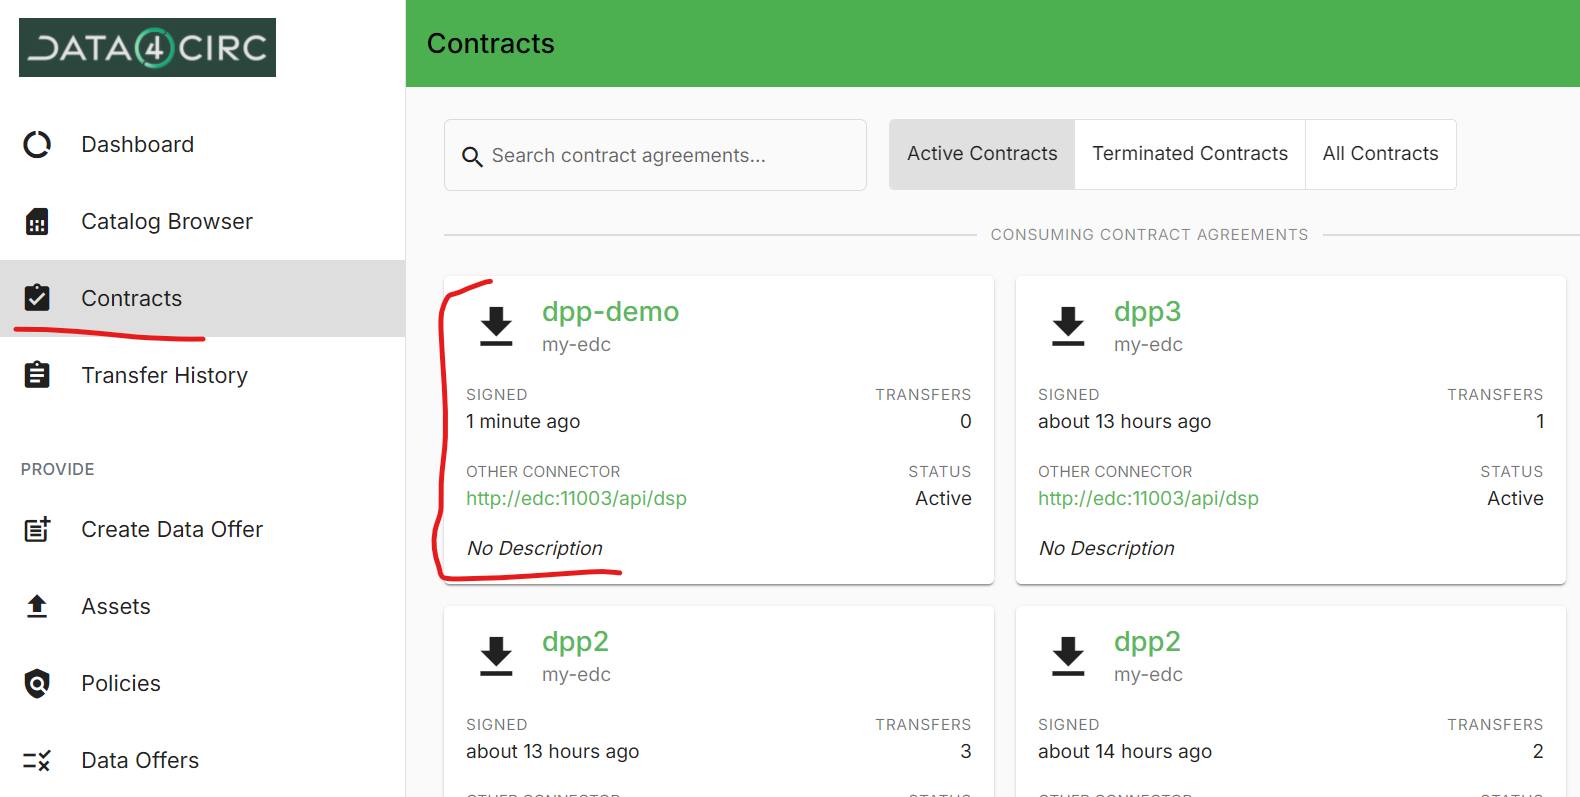 DATA4CIRC
Dashboard
Catalog Browser
Contracts
Transfer History
PROVIDE
Create Data Offer
Assets
Policies
Data Offers
Contracts
Search contract agreements...
Active Contracts
Terminated Contracts
All Contracts
CONSUMING CONTRACT AGREEMENTS
dpp-demo
my-edc
SIGNED TRANSFERS
1 minute ago 0
OTHER CONNECTOR STATUS
http://edc:11003/api/dsp Active
No Description
dpp3
my-edc
SIGNED TRANSFERS
about 13 hours ago 1
OTHER CONNECTOR STATUS
http://edc:11003/api/dsp Active
No Description
dpp2
my-edc
SIGNED TRANSFERS
about 13 hours ago 3
dpp2
my-edc
SIGNED TRANSFERS
about 14 hours ago 2